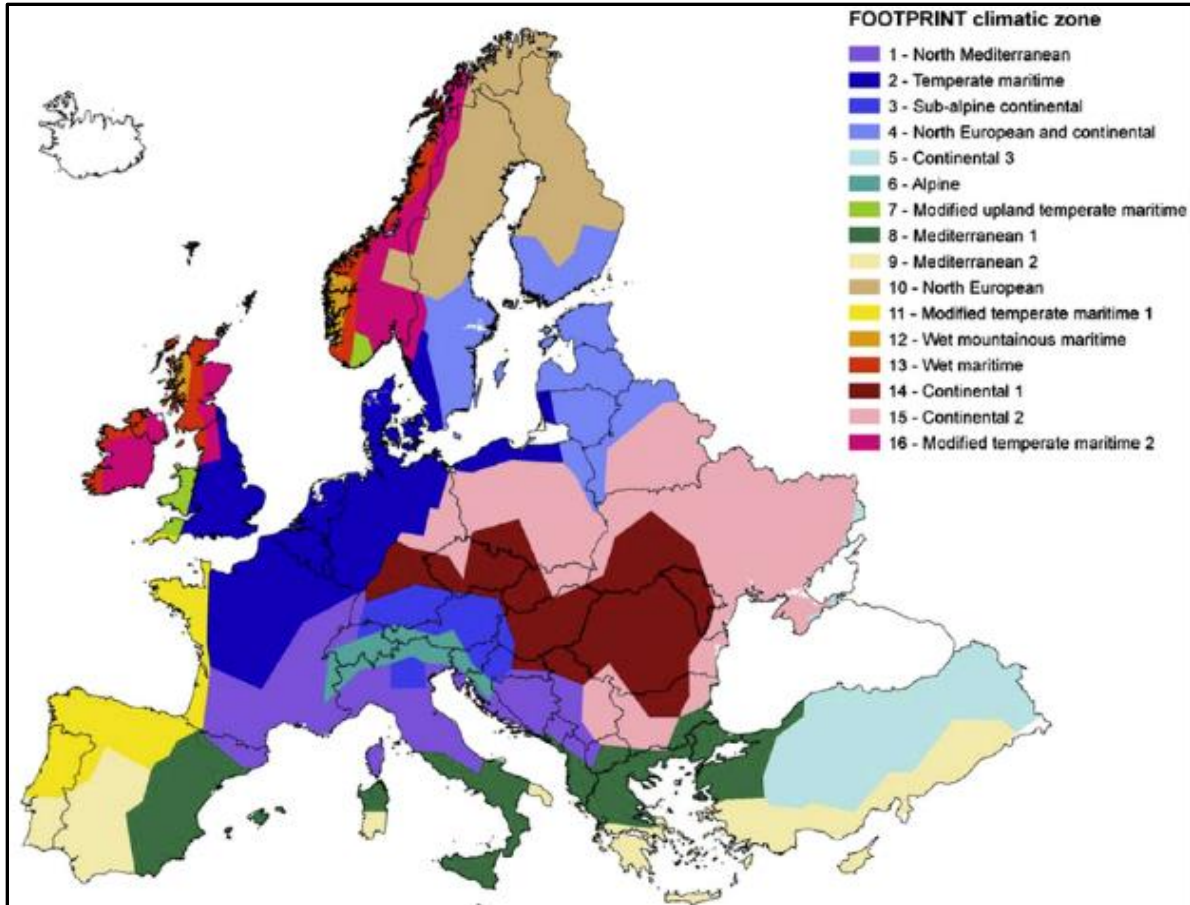 FOOTPRINT climatic zone
1 - North Mediterranean
2 - Temperate maritime
3 - Sub-alpine continental
4 - North European and continental
5 - Continental 3
6 - Alpine
7 - Modified upland temperate maritime
8 - Mediterranean 1
9 - Mediterranean 2
10 - North European
11 - Modified temperate maritime 1
12 - Wet mountainous maritime
13 - Wet maritime
14 - Continental 1
15 - Continental 2
16 - Modified temperate maritime 2